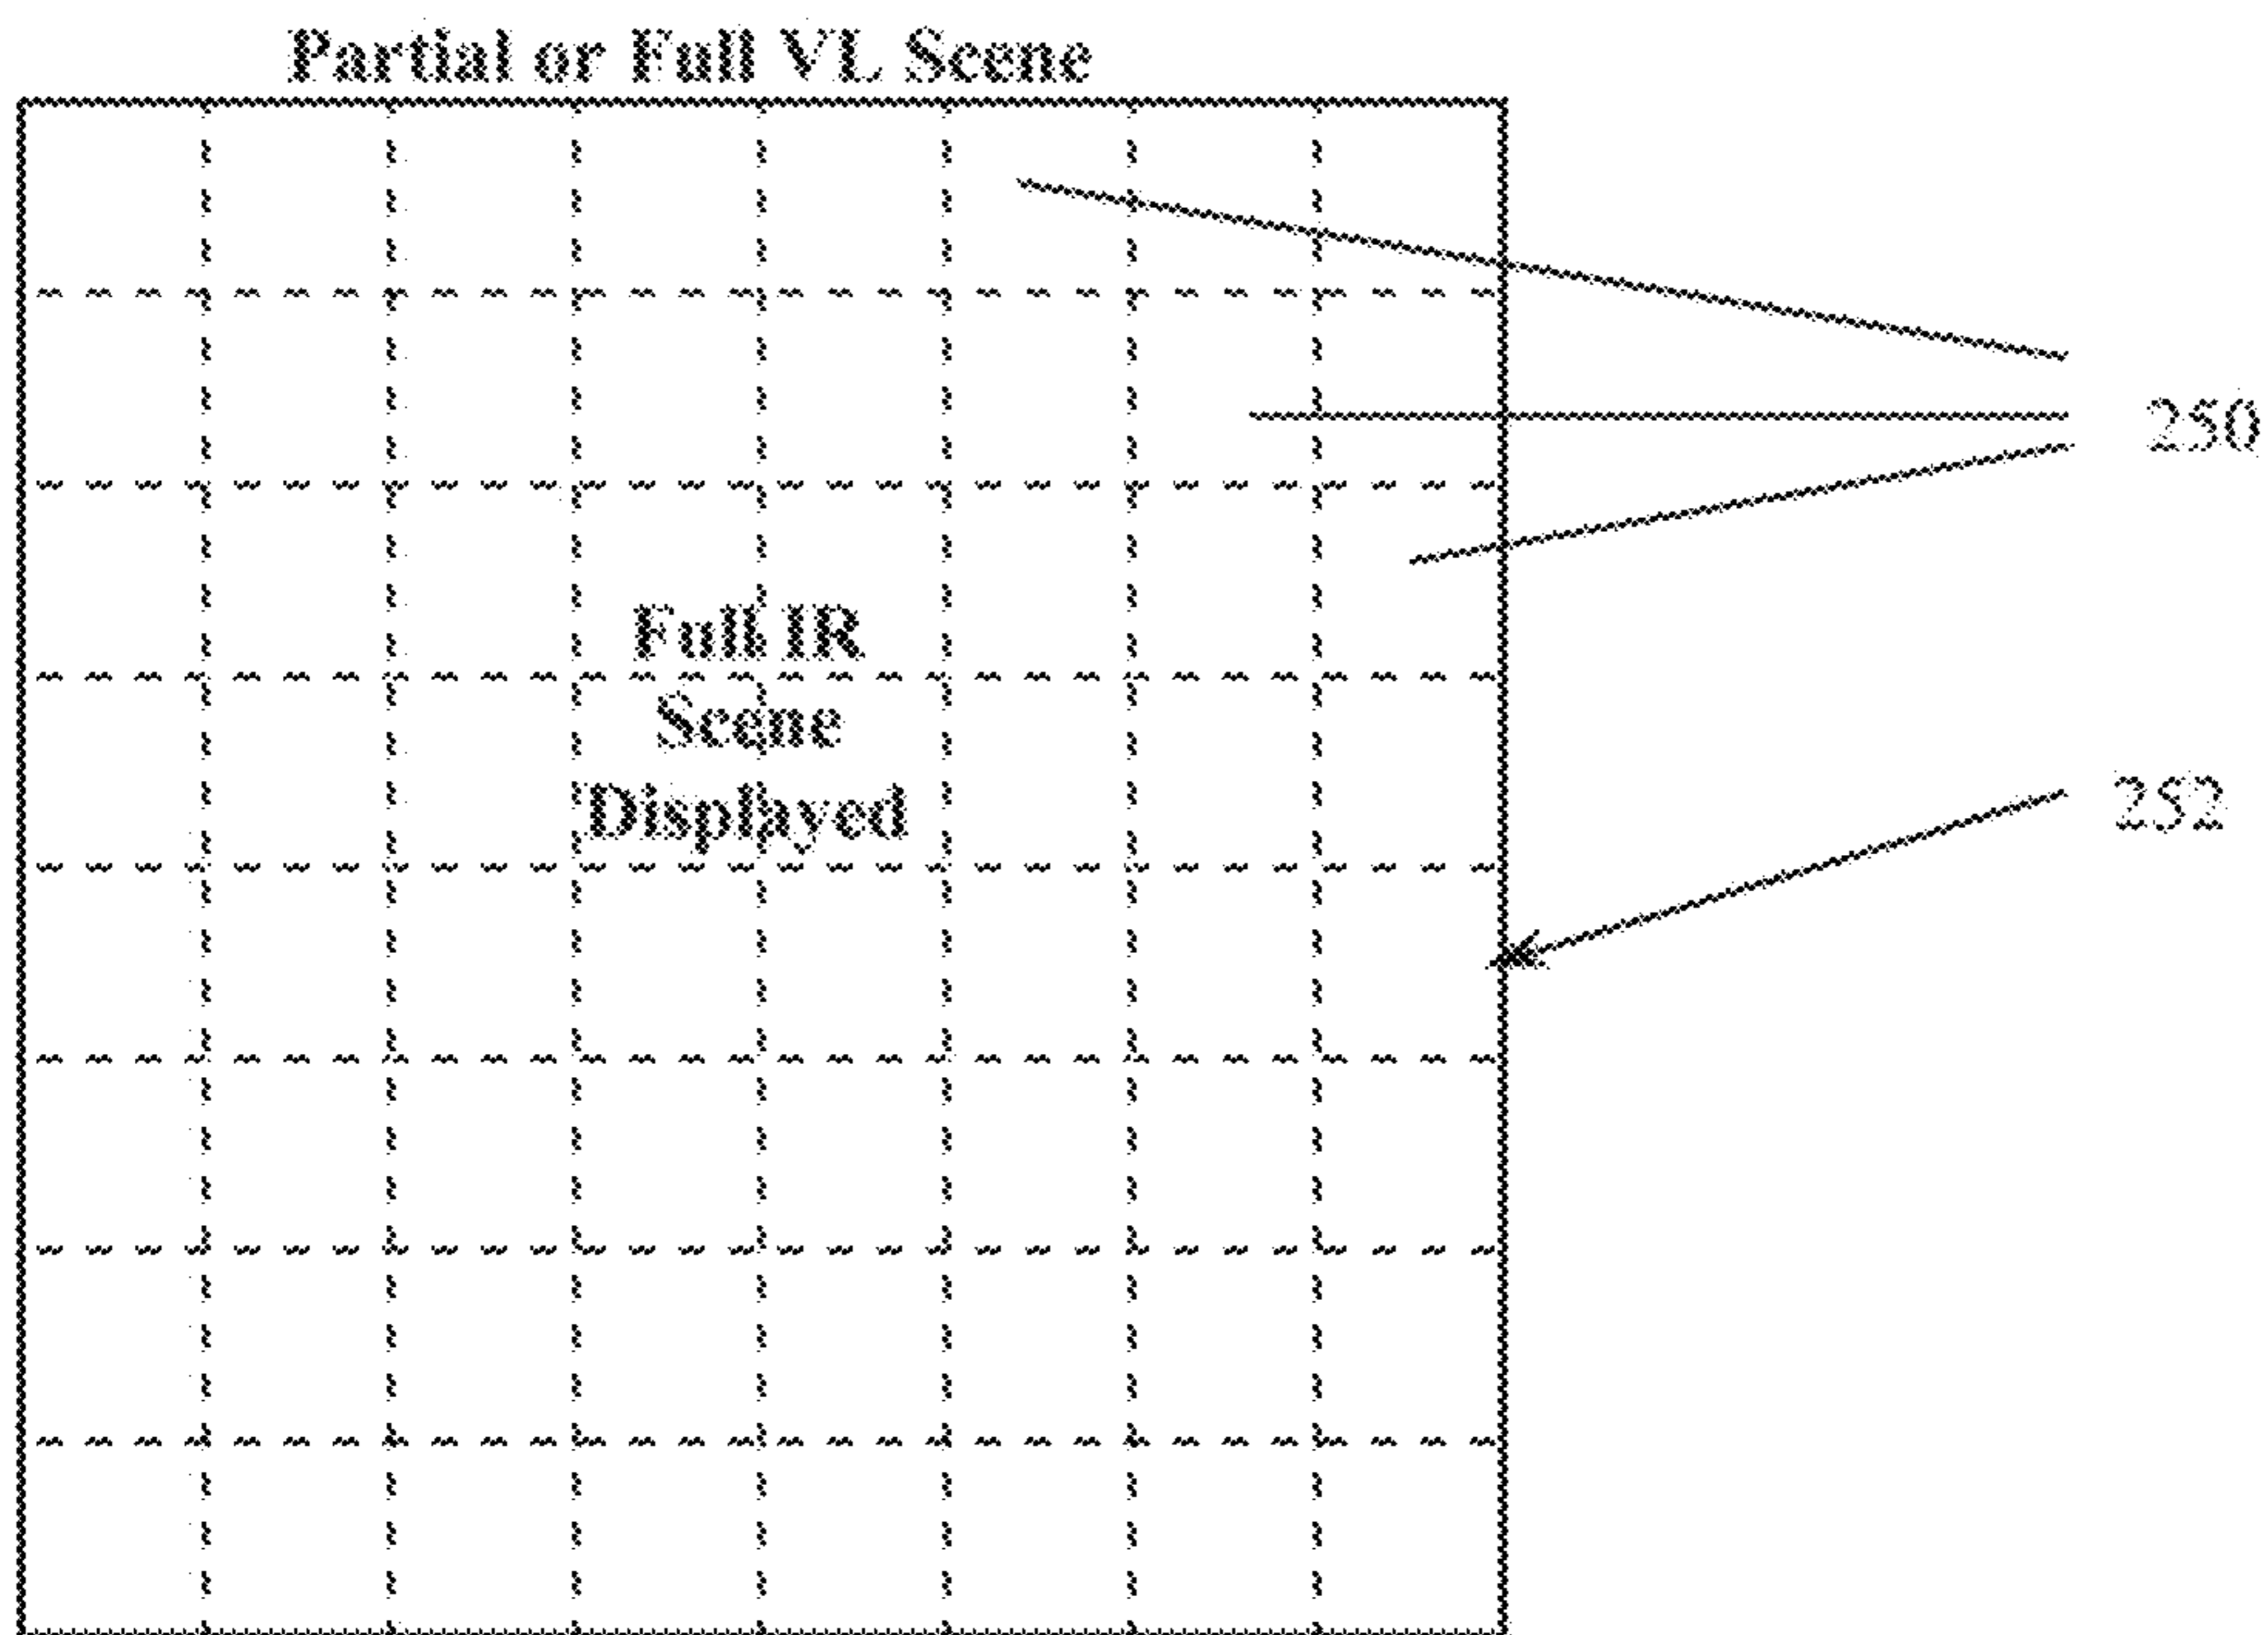 Partial or Full VL Scene
250
Full IR
Scene
Displayed
252